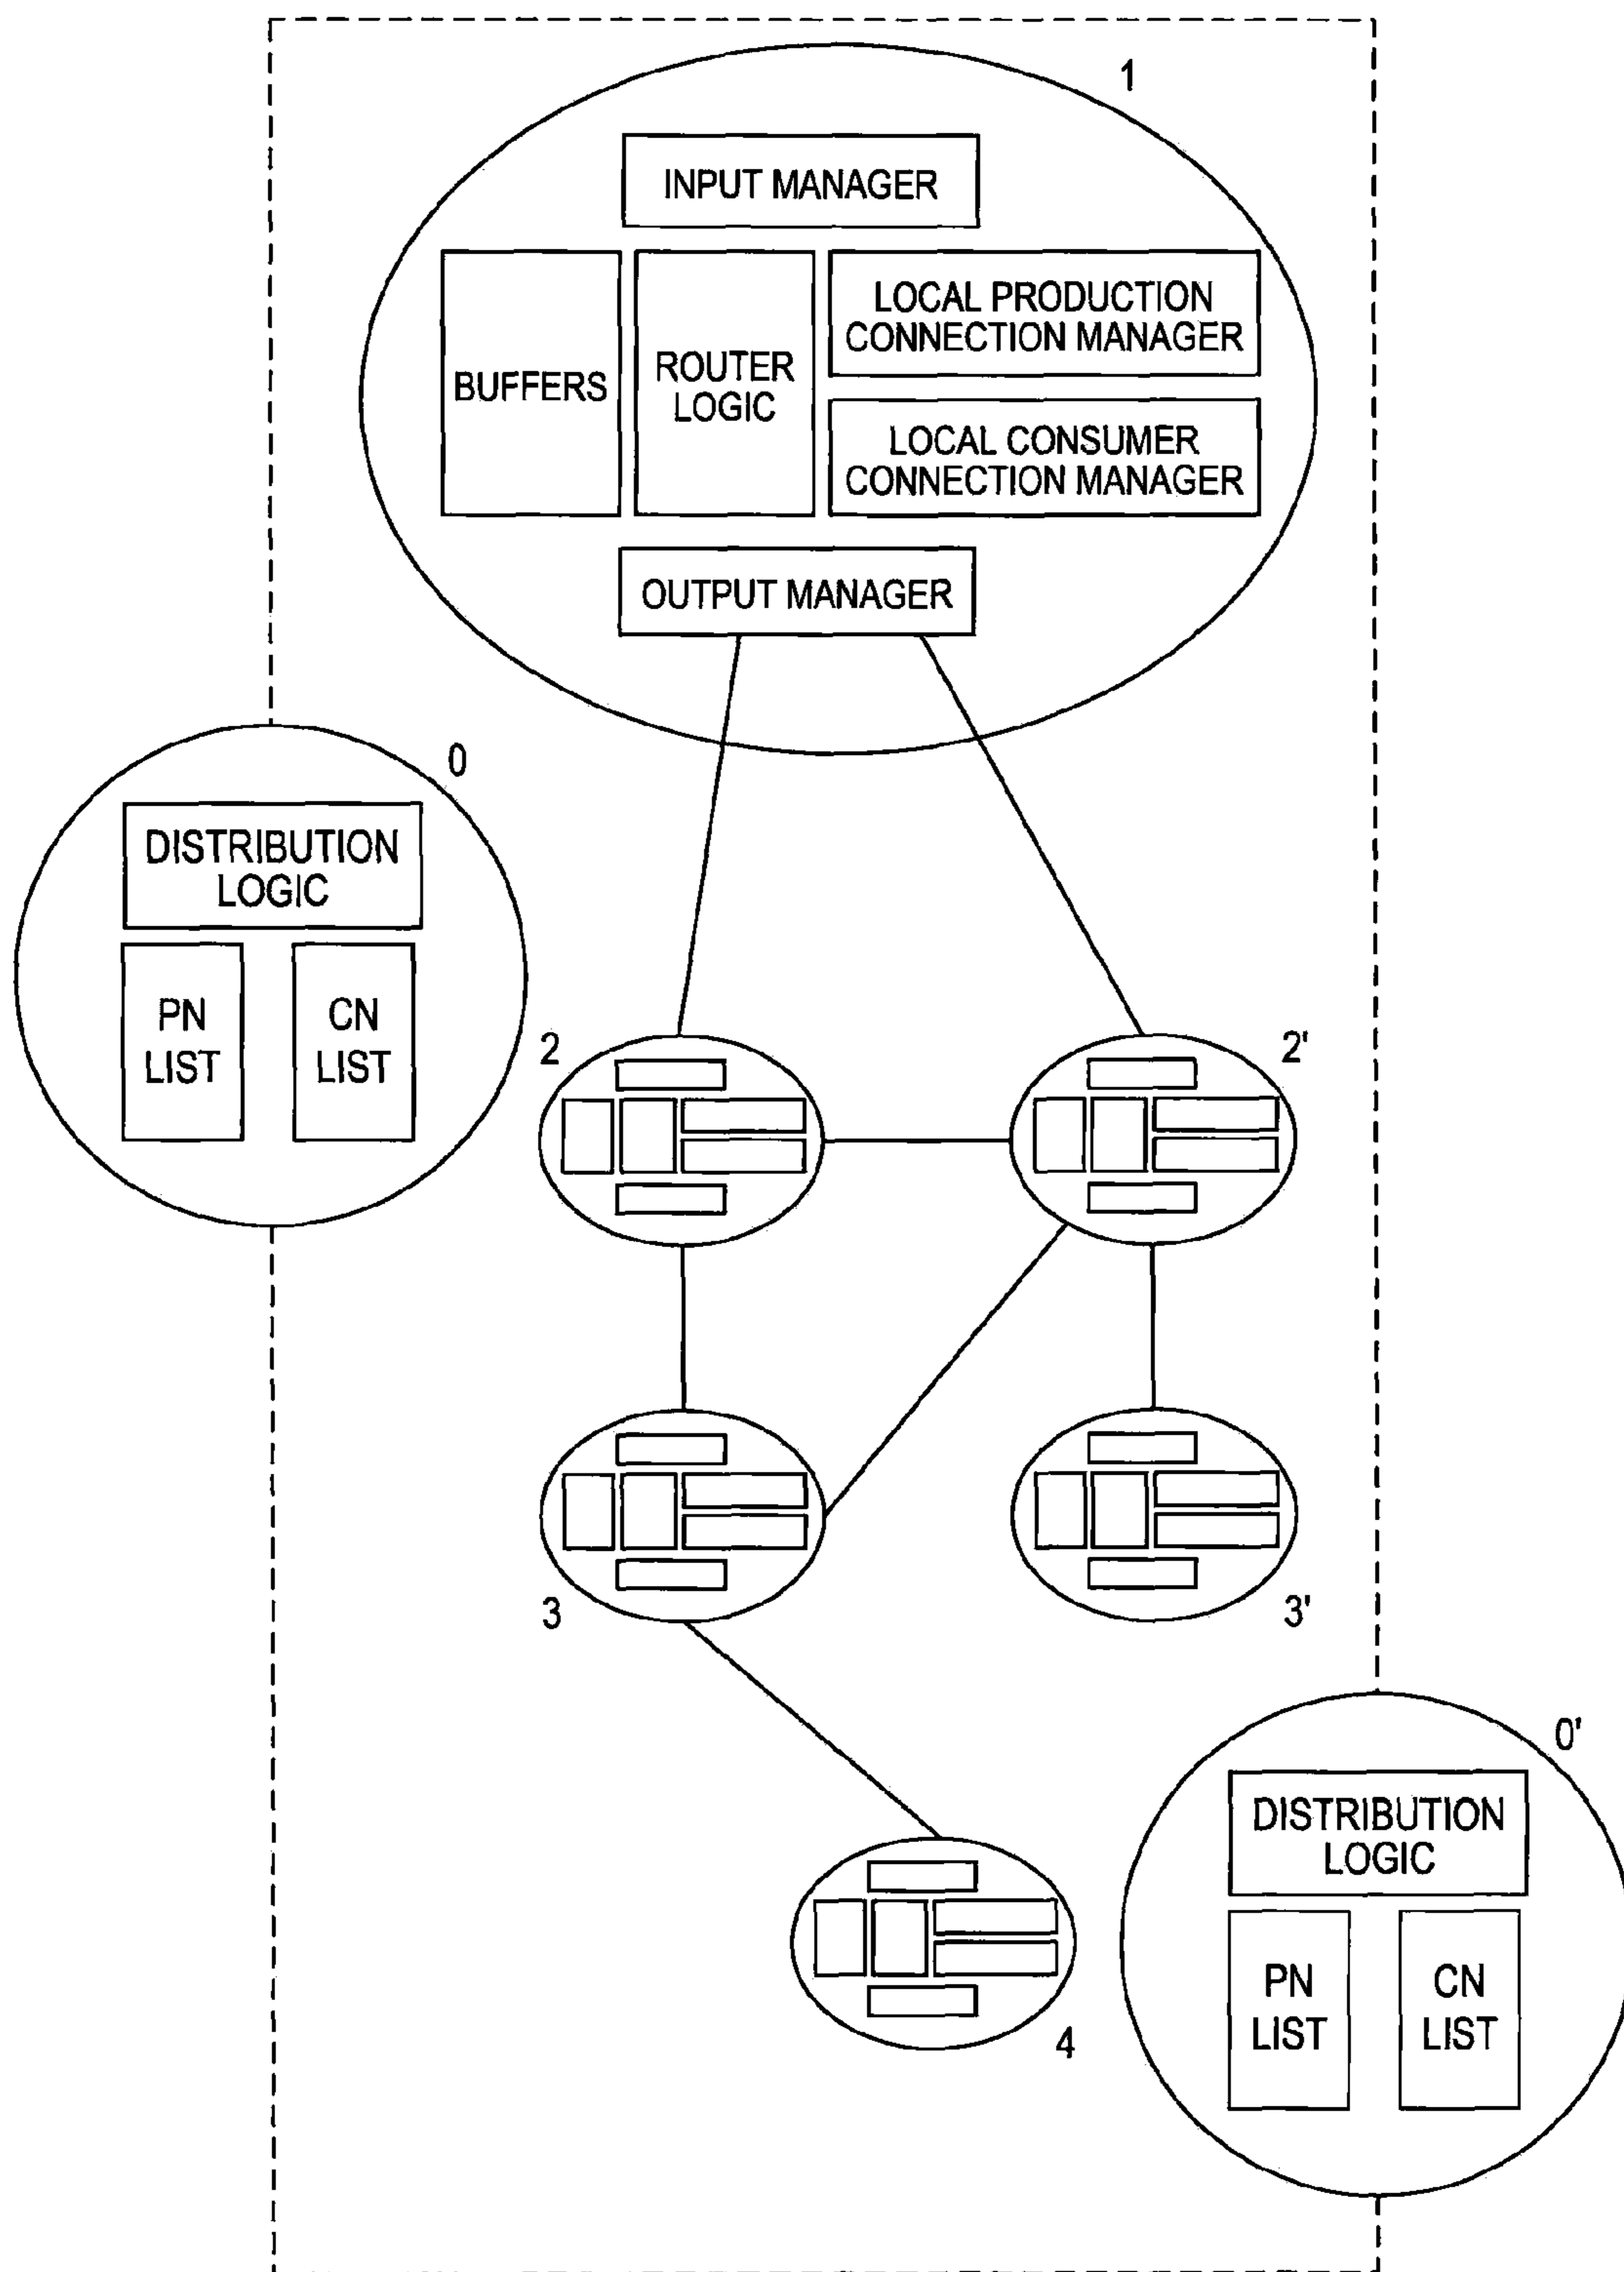 1
INPUT MANAGER
BUFFERS
ROUTER
LOGIC
LOCAL PRODUCTION
CONNECTION MANAGER
LOCAL CONSUMER
CONNECTION MANAGER
OUTPUT MANAGER
0
DISTRIBUTION
LOGIC
PN
LIST
CN
LIST
2
2'
3
3'
0'
DISTRIBUTION
LOGIC
PN
LIST
CN
LIST
4